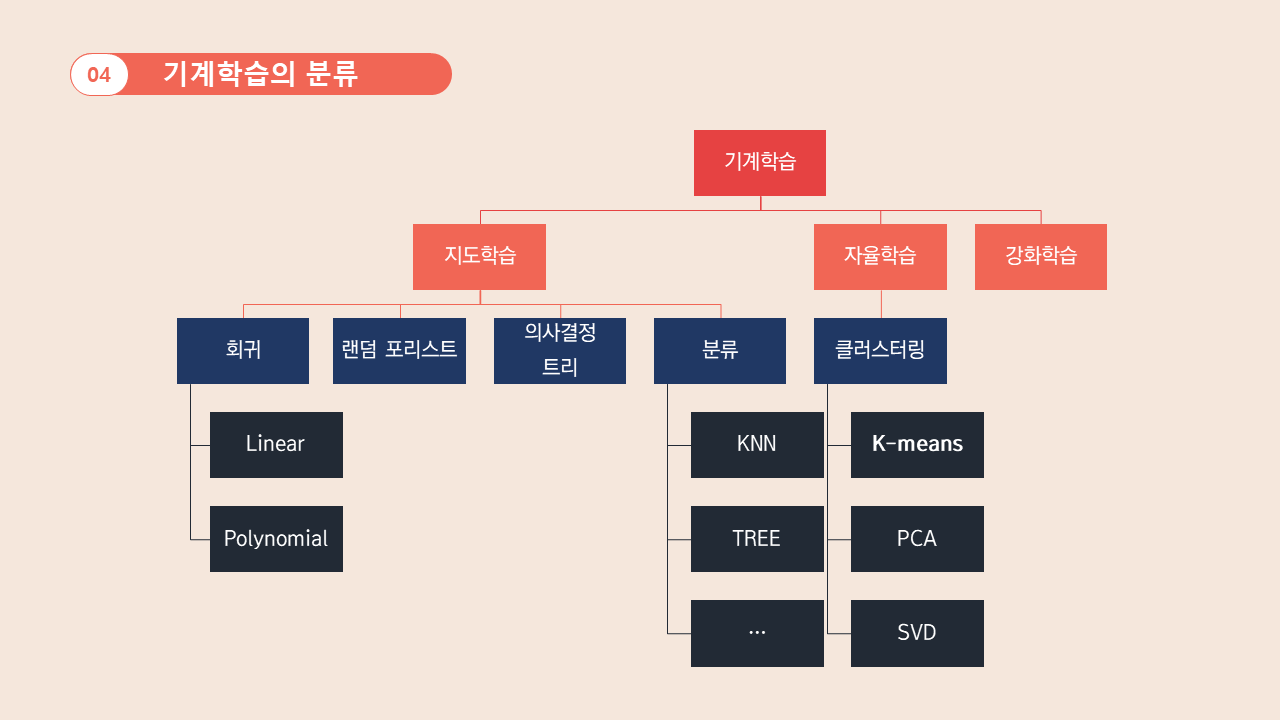 04 기계학습의 분류
기계학습
지도학습 자율학습 강화학습
회귀 랜덤 포리스트 의사결정 트리 분류 클러스터링
Linear KNN K-means
Polynomial TREE PCA
... SVD